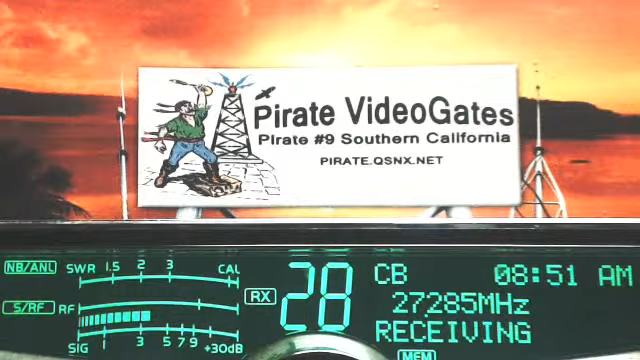 Pirate VideoGates
PIrate #9 Southern California
PIRATE.QSNX.NET
NB/ANL SWR 1.5 2 3 CAL
S/RF RF
SIG 1 3 5 7 9 +30dB
RX 28
CB 08:51 AM
27285MHz
RECEIVING
MEM